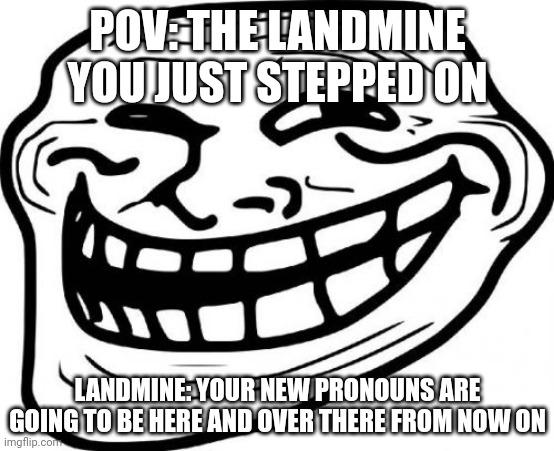 POV: THE LANDMINE
YOU JUST STEPPED ON
LANDMINE: YOUR NEW PRONOUNS ARE
GOING TO BE HERE AND OVER THERE FROM NOW ON
imgflip.com